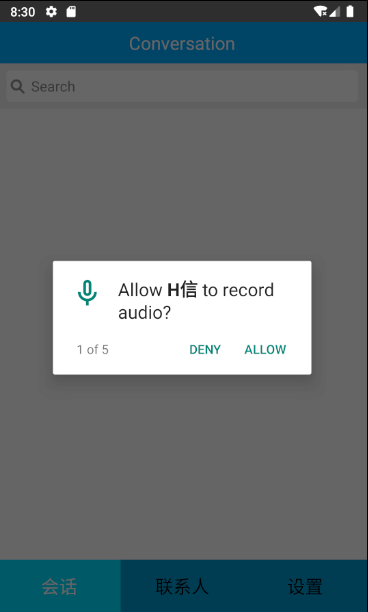 8:30
Conversation
Search
Allow H信 to record
audio?
1 of 5 DENY ALLOW
会话 联系人 设置